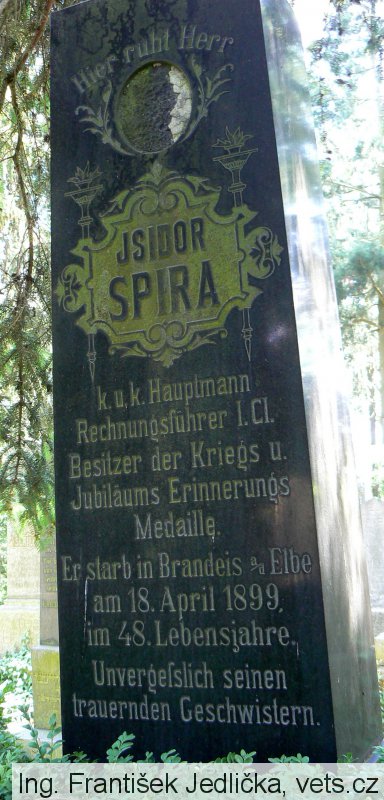 Hier ruht Herr
JSIDOR
SPIRA
k. u. k. Hauptmann
Rechnungsführer I. Cl.
Besitzer der Kriegs u.
Jubiläums Erinnerungs
Medaille.
Er starb in Brandeis a/d Elbe
am 18. April 1899,
im 48. Lebensjahre.
Unvergeſslich seinen
trauernden Geschwistern.
Ing. František Jedlička, vets.cz